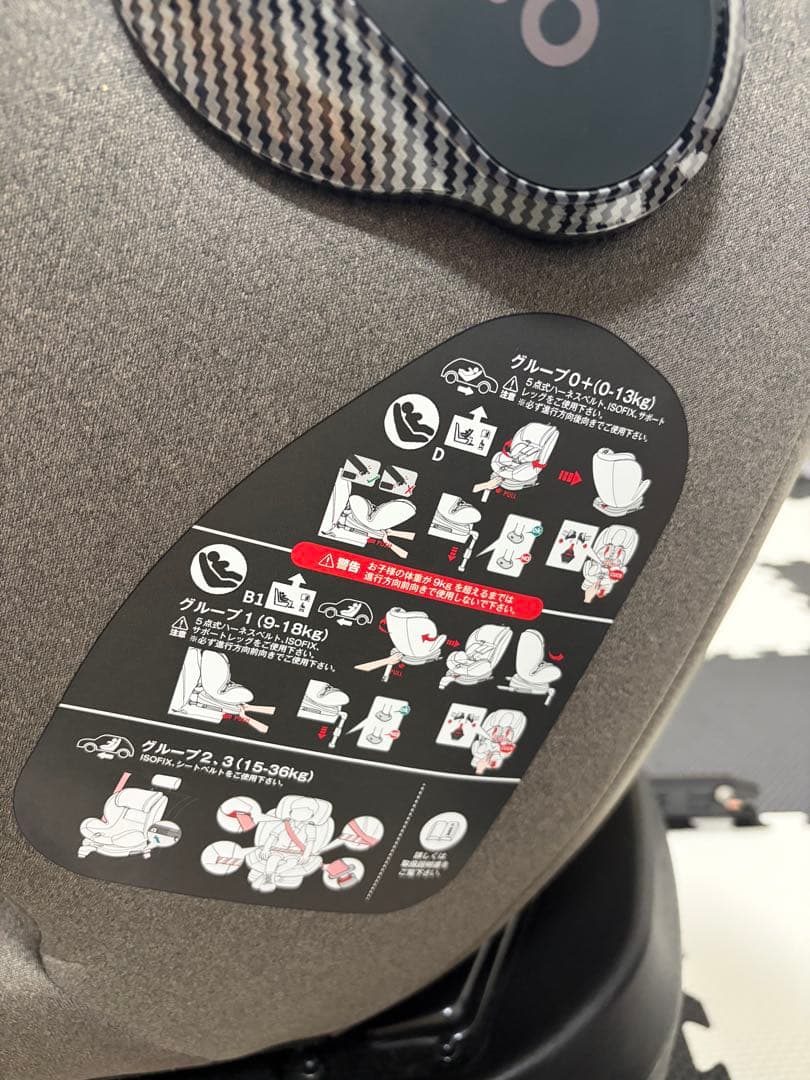 グループ0+(0-13kg)
注意
5点式ハーネスベルト、ISOFIX、サポート
レッグをご使用下さい。
※必ず進行方向後向きでご使用下さい。
D
PULL
警告
お子様の体重が9kgを超えるまでは
進行方向前向きで使用しないで下さい。
B1
グループ1(9-18kg)
注意
5点式ハーネスベルト、ISOFIX、
サポートレッグをご使用下さい。
※必ず進行方向前向きでご使用下さい。
PULL
グループ2、3(15-36kg)
ISOFIX、シートベルトをご使用下さい。
詳しくは
取扱説明書を
ご覧下さい。